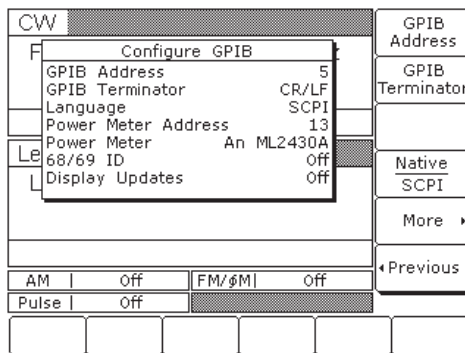 CW
F
Configure GPIB
GPIB Address 5
GPIB Terminator CR/LF
Language SCPI
Power Meter Address 13
Power Meter An ML2430A
68/69 ID Off
Display Updates Off
Le
L
AM Off FM/ϕM Off
Pulse Off
GPIB
Address
GPIB
Terminator
Native
SCPI
More
Previous